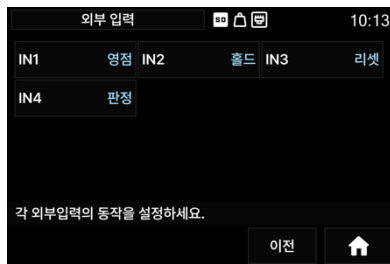 외부 입력 SD 10:13
IN1 영점 IN2 홀드 IN3 리셋
IN4 판정
각 외부입력의 동작을 설정하세요.
이전